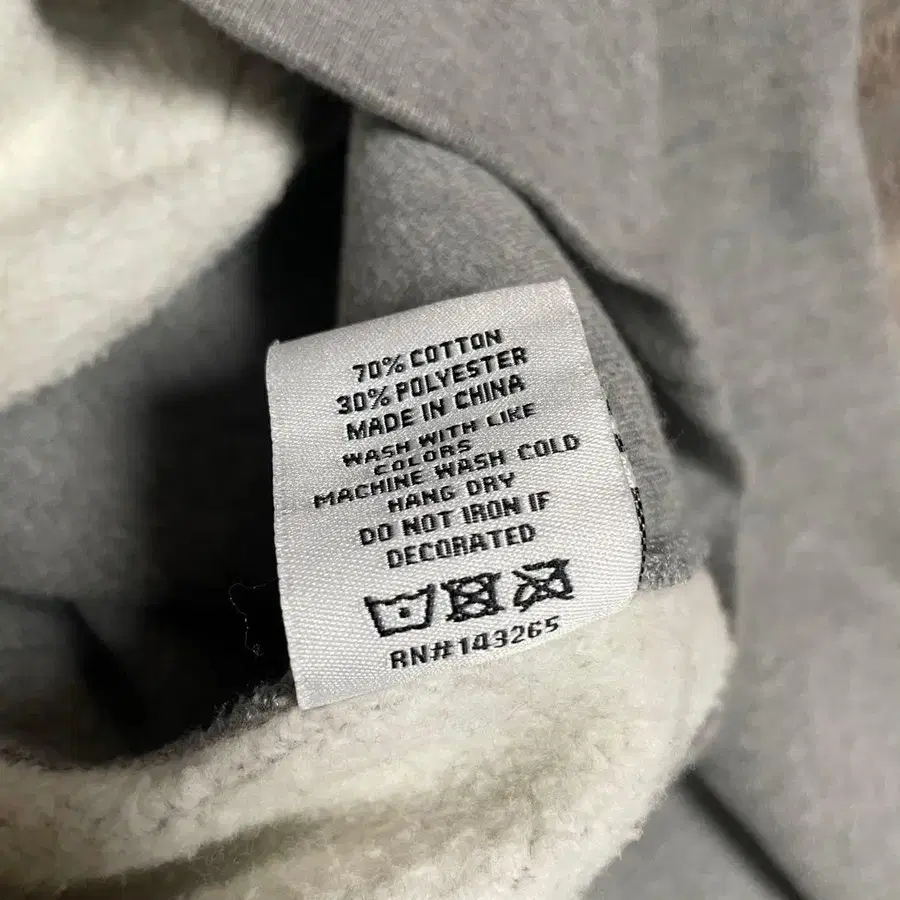 70% COTTON
30% POLYESTER
MADE IN CHINA
WASH WITH LIKE
COLORS
MACHINE WASH COLD
HANG DRY
DO NOT IRON IF
DECORATED
RN#143265